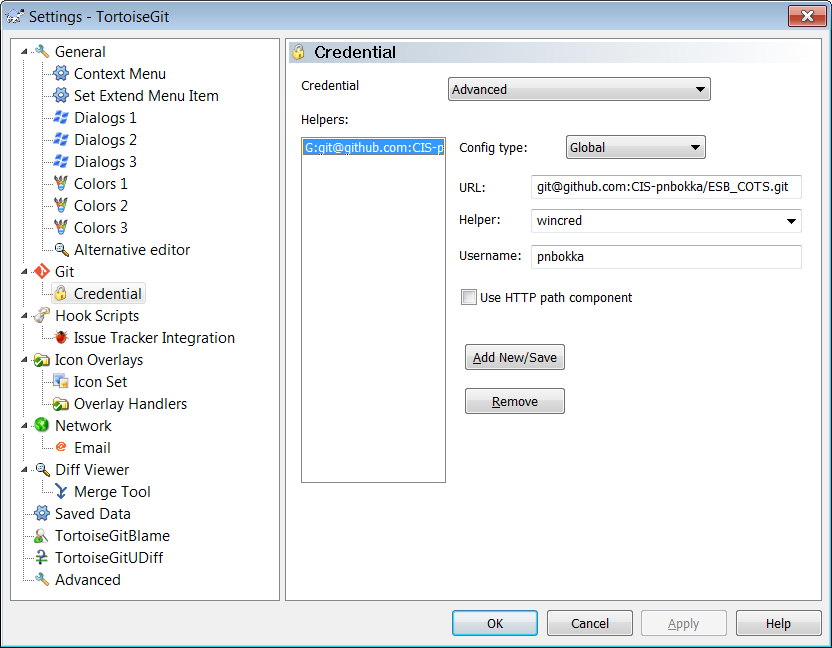 Settings - TortoiseGit
General
Context Menu
Set Extend Menu Item
Dialogs 1
Dialogs 2
Dialogs 3
Colors 1
Colors 2
Colors 3
Alternative editor
Git
Credential
Hook Scripts
Issue Tracker Integration
Icon Overlays
Icon Set
Overlay Handlers
Network
Email
Diff Viewer
Merge Tool
Saved Data
TortoiseGitBlame
TortoiseGitUDiff
Advanced
Credential
Credential Advanced
Helpers:
G:git@github.com:CIS-p
Config type: Global
URL: git@github.com:CIS-pnbokka/ESB_COTS.git
Helper: wincred
Username: pnbokka
Use HTTP path component
Add New/Save
Remove
OK Cancel Apply Help